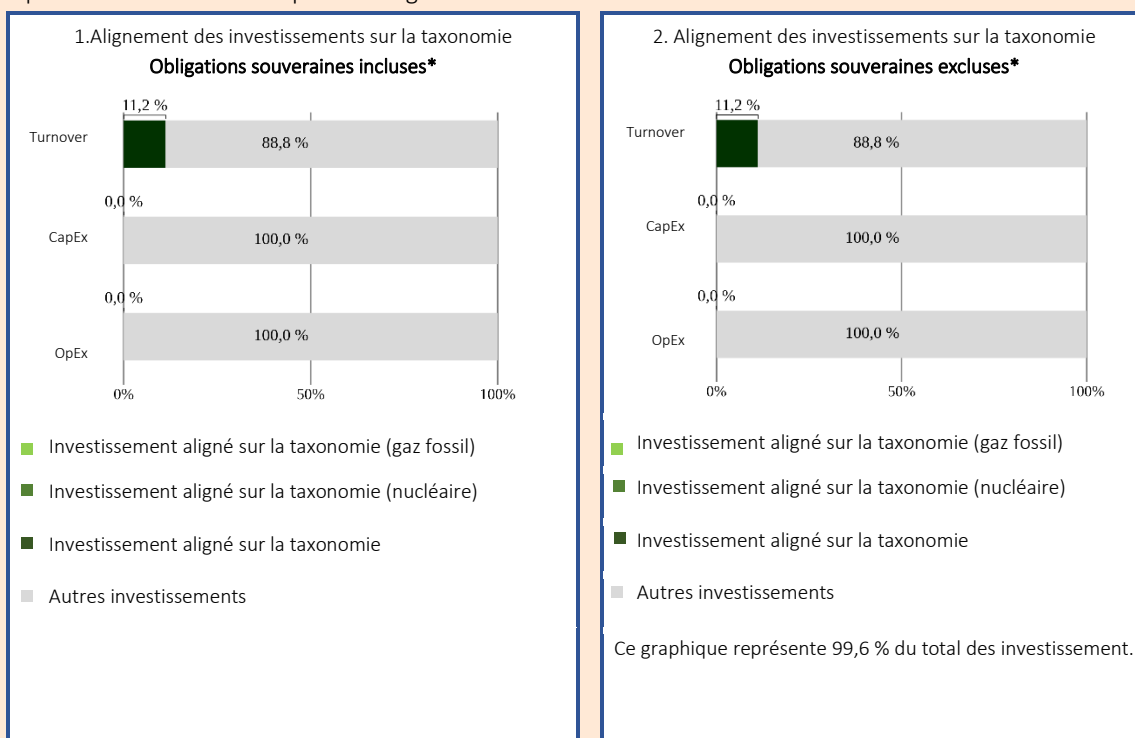 1.Alignement des investissements sur la taxonomie
Obligations souveraines incluses*
11,2 %
Turnover
88,8 %
0,0 %
CapEx
100,0 %
0,0 %
OpEx
100,0 %
0%
50%
100%
Investissement aligné sur la taxonomie (gaz fossil)
Investissement aligné sur la taxonomie (nucléaire)
Investissement aligné sur la taxonomie
Autres investissements
2. Alignement des investissements sur la taxonomie
Obligations souveraines excluses*
11,2 %
Turnover
88,8 %
0,0 %
CapEx
100,0 %
0,0 %
OpEx
100,0 %
0%
50%
100%
Investissement aligné sur la taxonomie (gaz fossil)
Investissement aligné sur la taxonomie (nucléaire)
Investissement aligné sur la taxonomie
Autres investissements
Ce graphique représente 99,6 % du total des investissement.